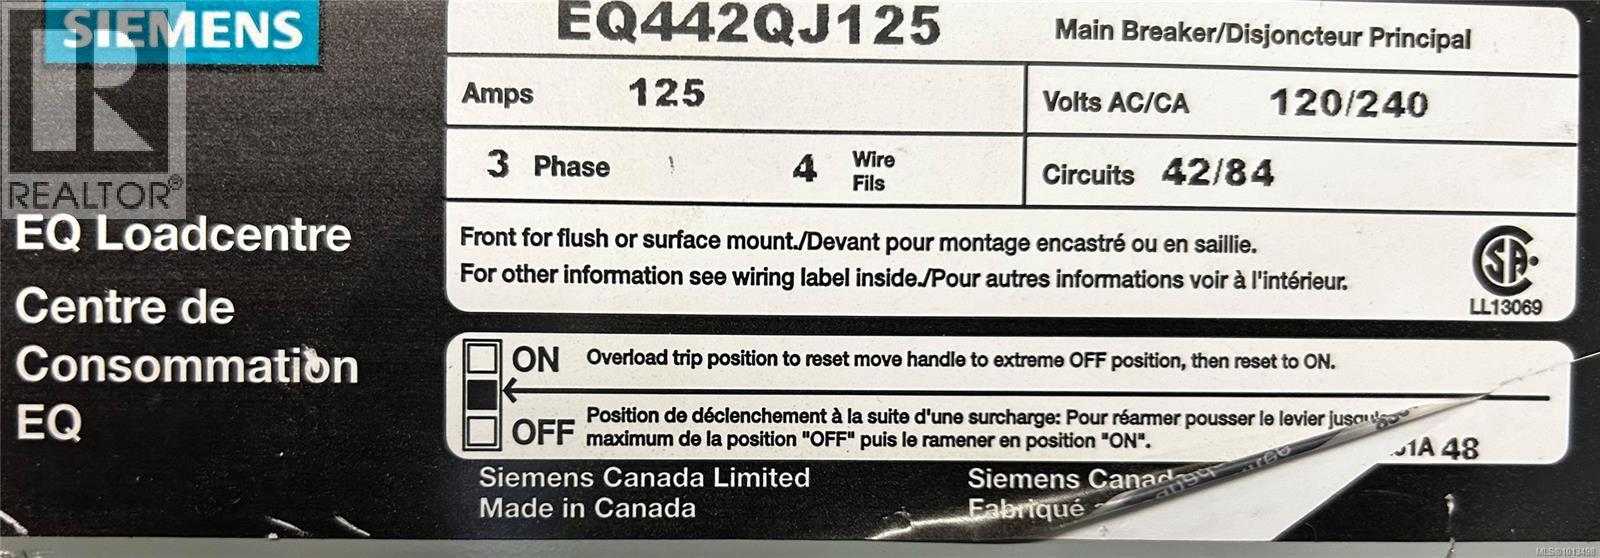 SIEMENS
EQ442QJ125
Main Breaker/Disjoncteur Principal
Amps 125
Volts AC/CA 120/240
3 Phase 4 Wire
Fils
Circuits 42/84
REALTOR®
EQ Loadcentre
Centre de
Consommation
EQ
Front for flush or surface mount./Devant pour montage encastré ou en saillie.
For other information see wiring label inside./Pour autres informations voir à l'intérieur.
SA
LL13069
ON
Overload trip position to reset move handle to extreme OFF position, then reset to ON.
OFF
Position de déclenchement à la suite d'une surcharge: Pour réarmer pousser le levier
maximum de la position "OFF" puis le ramener en position "ON".
48
Siemens Canada Limited
Made in Canada
Siemens
Fabriqué
MLS®1013498